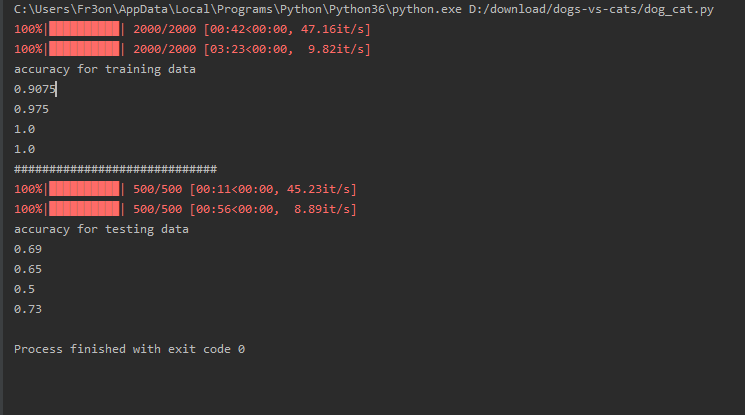 C:\Users\Fr3on\AppData\Local\Programs\Python\Python36\python.exe D:/download/dogs-vs-cats/dog_cat.py
100%|██████████| 2000/2000 [00:42<00:00, 47.16it/s]
100%|██████████| 2000/2000 [03:23<00:00,  9.82it/s]
accuracy for training data
0.9075
0.975
1.0
1.0
#############################
100%|██████████| 500/500 [00:11<00:00, 45.23it/s]
100%|██████████| 500/500 [00:56<00:00,  8.89it/s]
accuracy for testing data
0.69
0.65
0.5
0.73
Process finished with exit code 0